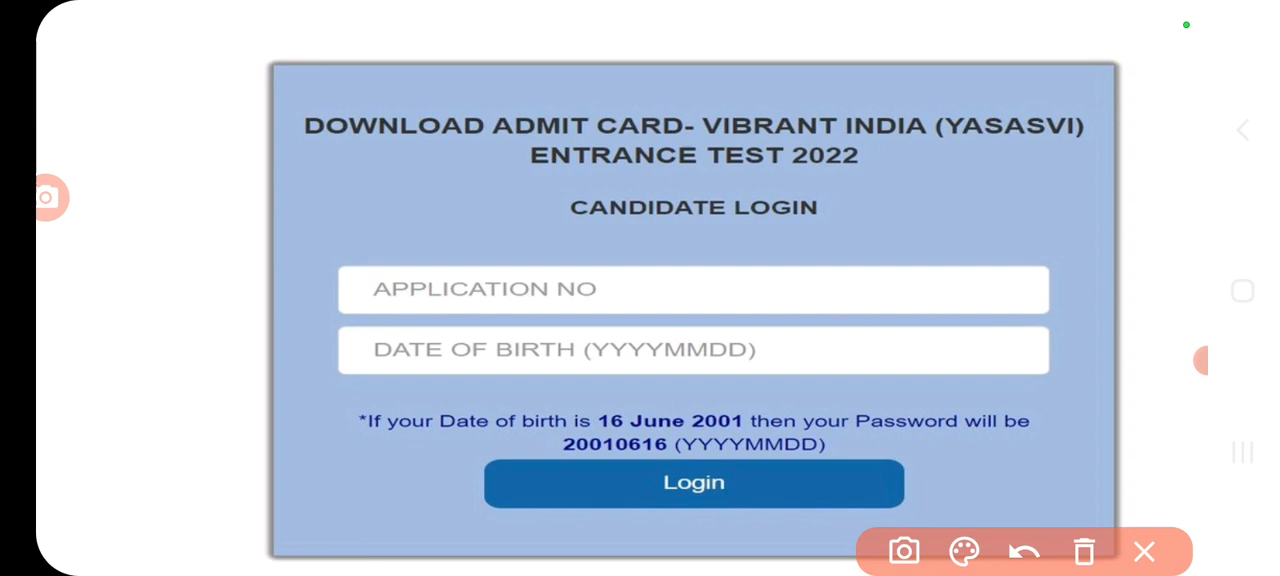 DOWNLOAD ADMIT CARD- VIBRANT INDIA (YASASVI)
ENTRANCE TEST 2022
CANDIDATE LOGIN
APPLICATION NO
DATE OF BIRTH (YYYYMMDD)
*If your Date of birth is 16 June 2001 then your Password will be
20010616 (YYYYMMDD)
Login